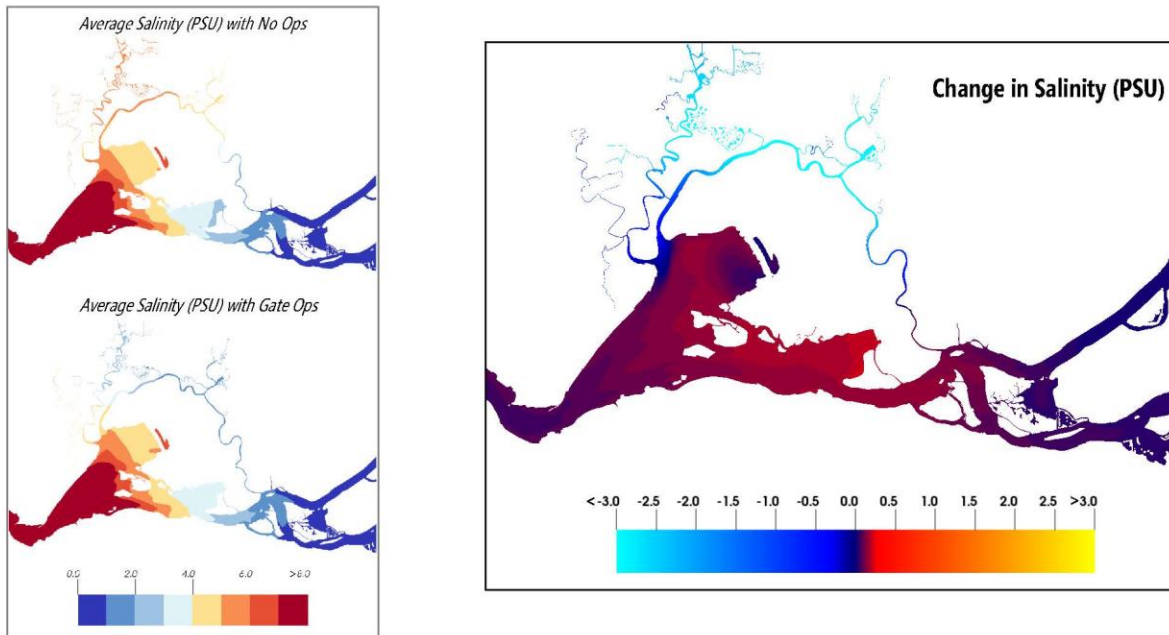 Average Salinity (PSU) with No Ops
Average Salinity (PSU) with Gate Ops
0.0 2.0 4.0 6.0 >8.0
Change in Salinity (PSU)
<-3.0 -2.5 -2.0 -1.5 -1.0 -0.5 0.0 0.5 1.0 1.5 2.0 2.5 >3.0